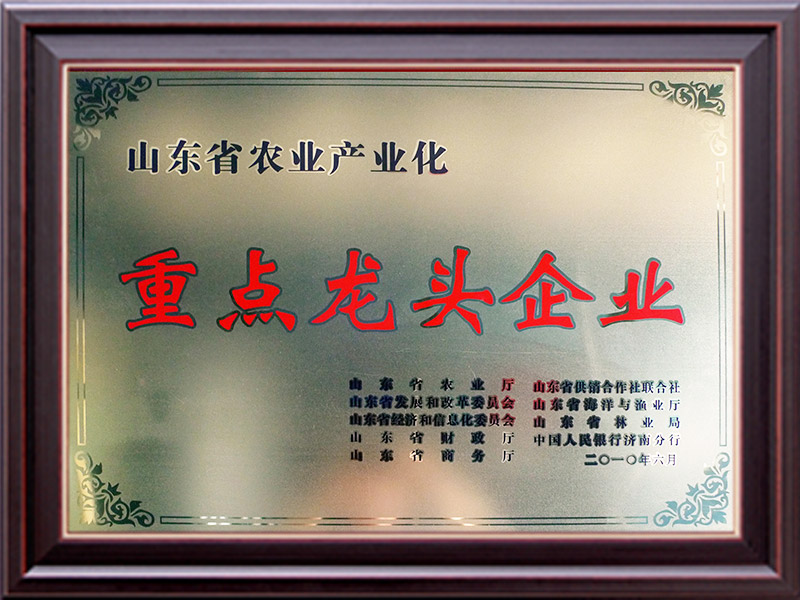 山东省农业产业化
重点龙头企业
山东省农业厅
山东省发展和改革委员会
山东省经济和信息化委员会
山东省财政厅
山东省商务厅
山东省供销合作社联合社
山东省海洋与渔业厅
山东省林业局
中国人民银行济南分行
二〇一〇年六月